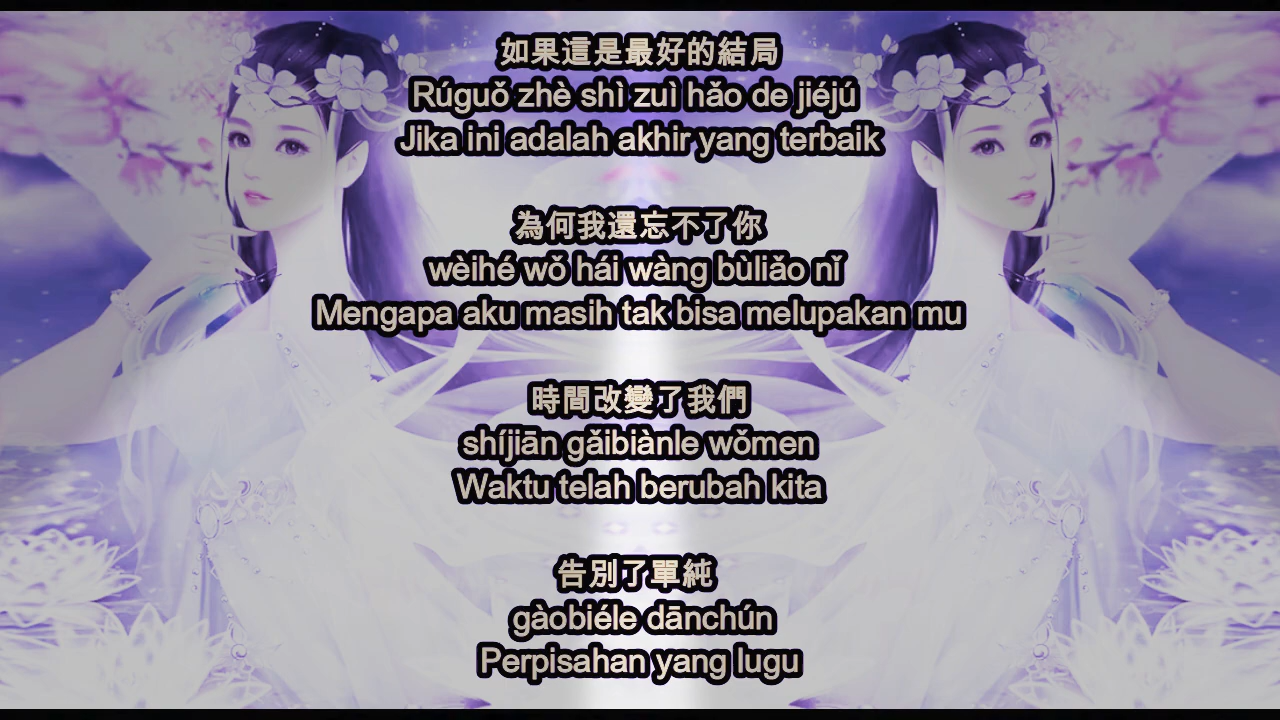 如果這是最好的結局
Rúguǒ zhè shì zuì hǎo de jiéjú
Jika ini adalah akhir yang terbaik
為何我還忘不了你
wèihé wǒ hái wàng bùliǎo nǐ
Mengapa aku masih tak bisa melupakan mu
時間改變了我們
shíjiān gǎibiànle wǒmen
Waktu telah berubah kita
告別了單純
gàobiéle dānchún
Perpisahan yang lugu